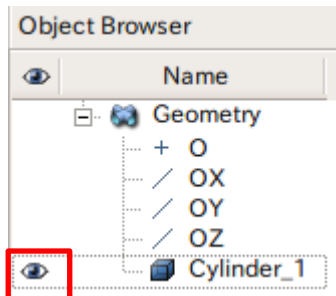 Object Browser
Name
Geometry
O
OX
OY
OZ
Cylinder_1